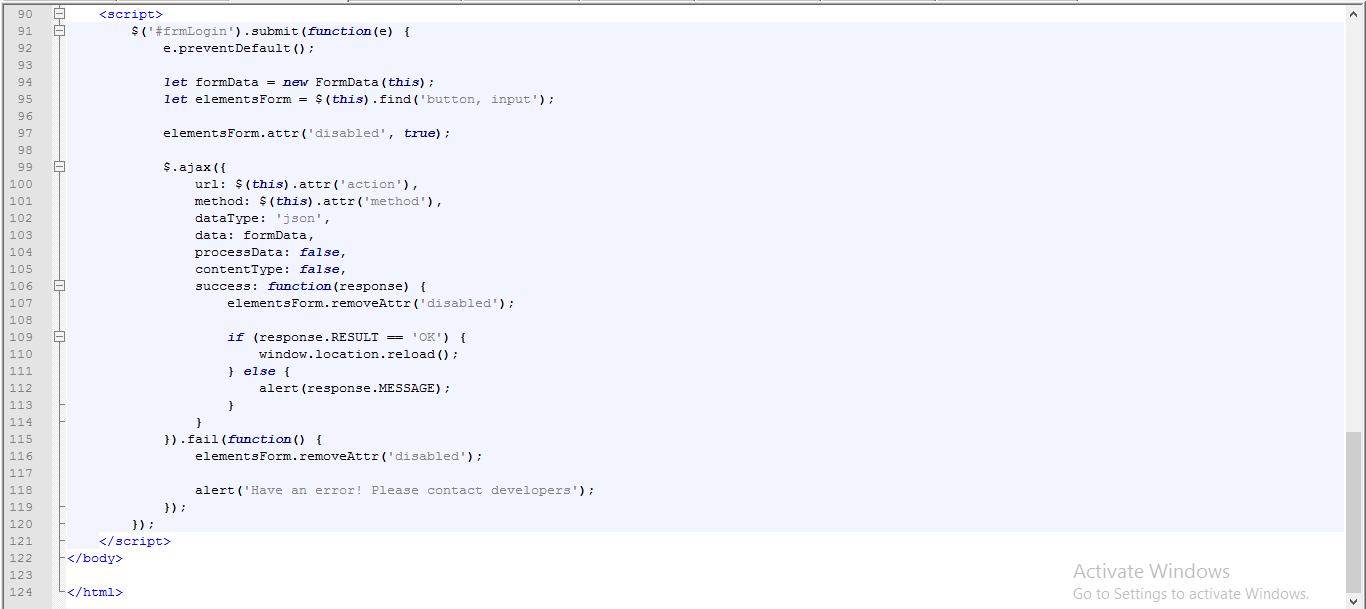 90 <script>
91 $('#frmLogin').submit(function(e) {
92 e.preventDefault();
93
94 let formData = new FormData(this);
95 let elementsForm = $(this).find('button, input');
96
97 elementsForm.attr('disabled', true);
98
99 $.ajax({
100 url: $(this).attr('action'),
101 method: $(this).attr('method'),
102 dataType: 'json',
103 data: formData,
104 processData: false,
105 contentType: false,
106 success: function(response) {
107 elementsForm.removeAttr('disabled');
108
109 if (response.RESULT == 'OK') {
110 window.location.reload();
111 } else {
112 alert(response.MESSAGE);
113 }
114 }
115 }).fail(function() {
116 elementsForm.removeAttr('disabled');
117
118 alert('Have an error! Please contact developers');
119 });
120 });
121 </script>
122 </body>
123
124 </html>
Activate Windows
Go to Settings to activate Windows.